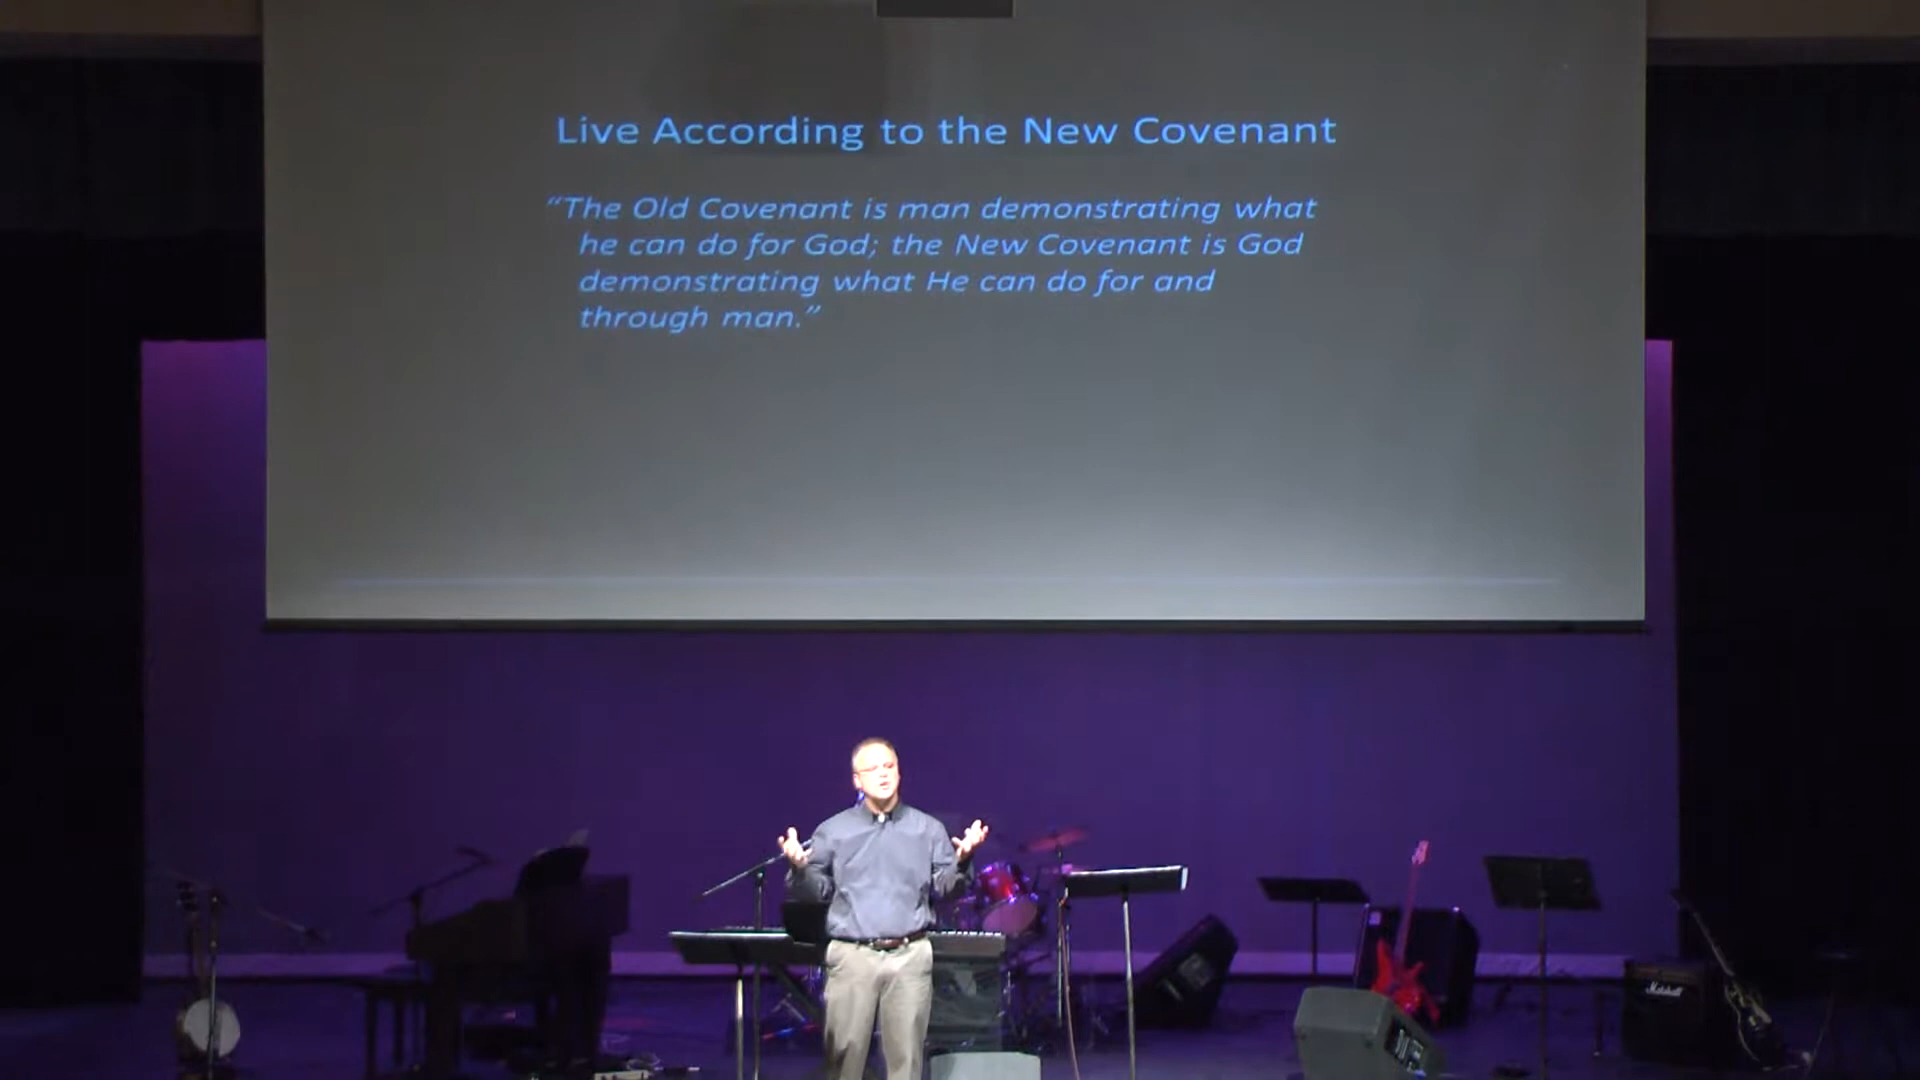 Live According to the New Covenant
“The Old Covenant is man demonstrating what
he can do for God; the New Covenant is God
demonstrating what He can do for and
through man.”
Marshall